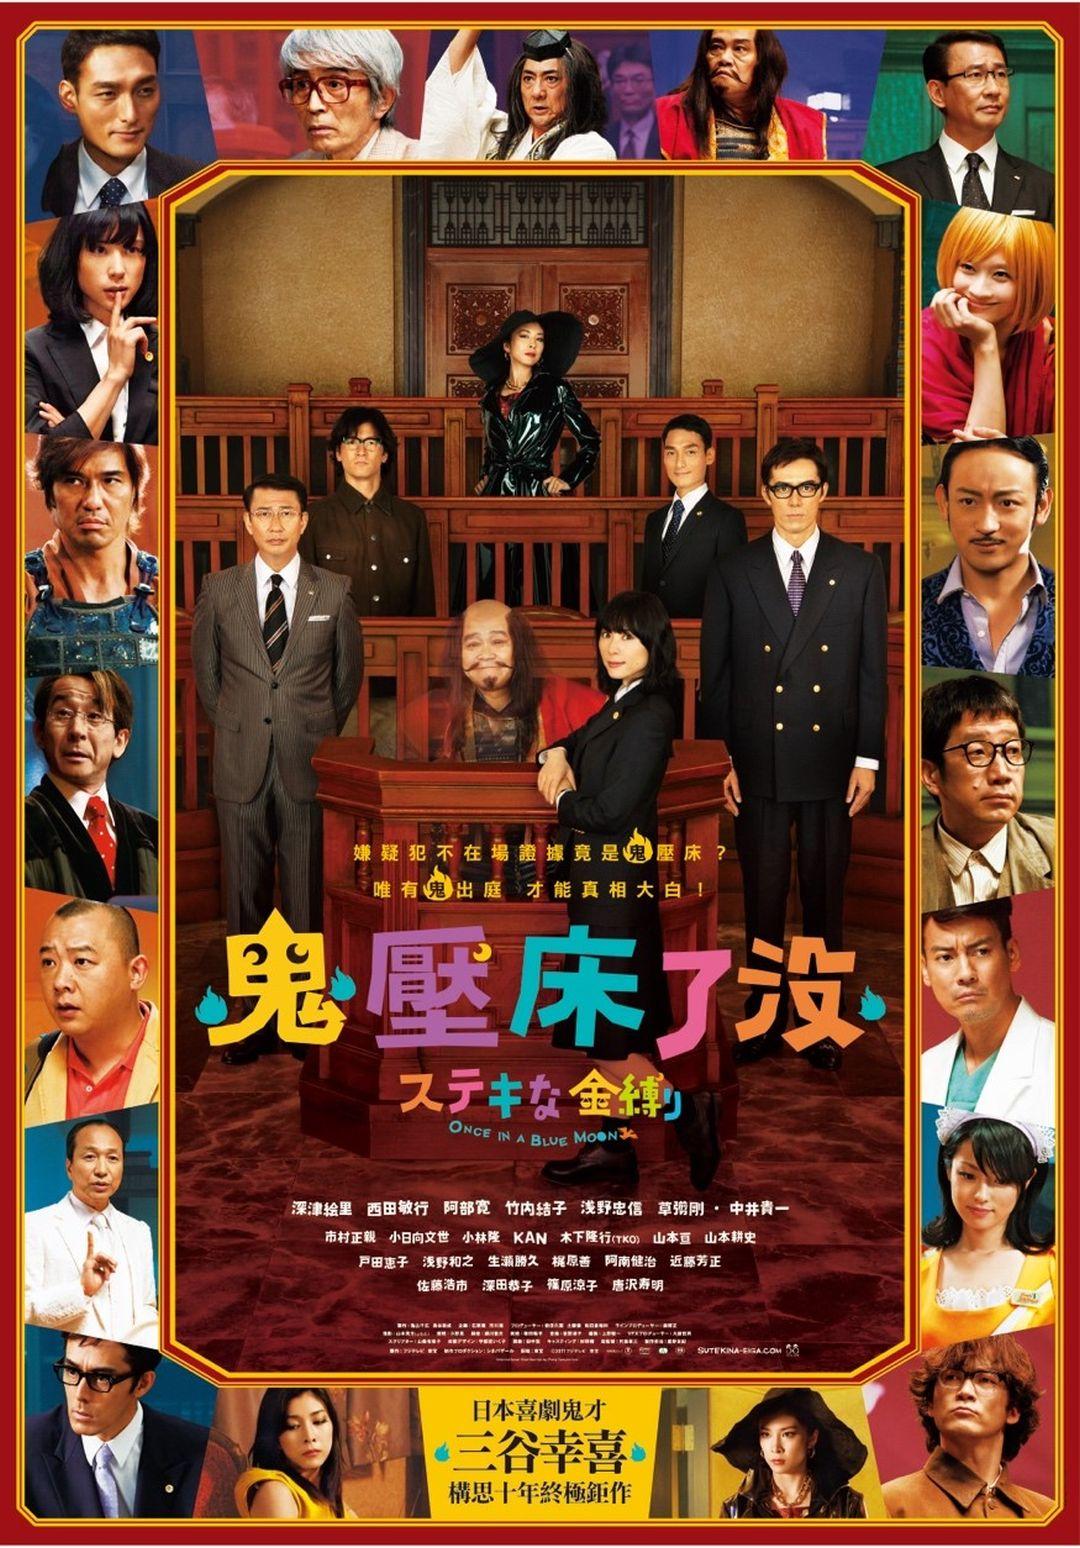 嫌疑犯不在場證據竟是鬼壓床？
唯有鬼出庭 才能真相大白！
鬼壓床了沒
ステキな金縛り
ONCE IN A BLUE MOON
深津絵里 西田敏行 阿部寛 竹内結子 浅野忠信 草彅剛・中井貴一
市村正親 小日向文世 小林隆 KAN 木下隆行(TKO) 山本亘 山本耕史
戸田恵子 浅野和之 生瀬勝久 梶原善 阿南健治 近藤芳正
佐藤浩市 深田恭子 篠原涼子 唐沢寿明
SUTEKINA-EIGA.COM
日本喜劇鬼才
三谷幸喜
構思十年終極鉅作